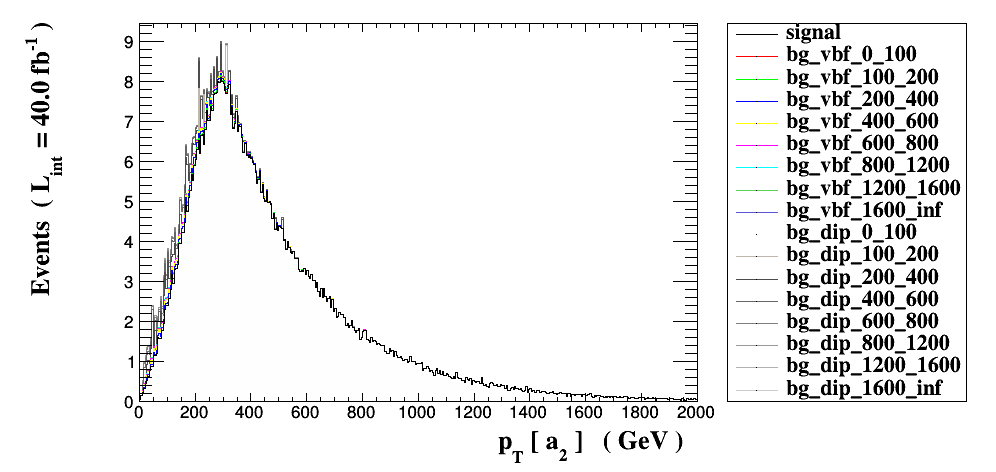 Events ( L_int = 40.0 fb^-1 )
9
8
7
6
5
4
3
2
1
0
0 200 400 600 800 1000 1200 1400 1600 1800 2000
p_T [ a_2 ] ( GeV )
signal
bg_vbf_0_100
bg_vbf_100_200
bg_vbf_200_400
bg_vbf_400_600
bg_vbf_600_800
bg_vbf_800_1200
bg_vbf_1200_1600
bg_vbf_1600_inf
bg_dip_0_100
bg_dip_100_200
bg_dip_200_400
bg_dip_400_600
bg_dip_600_800
bg_dip_800_1200
bg_dip_1200_1600
bg_dip_1600_inf